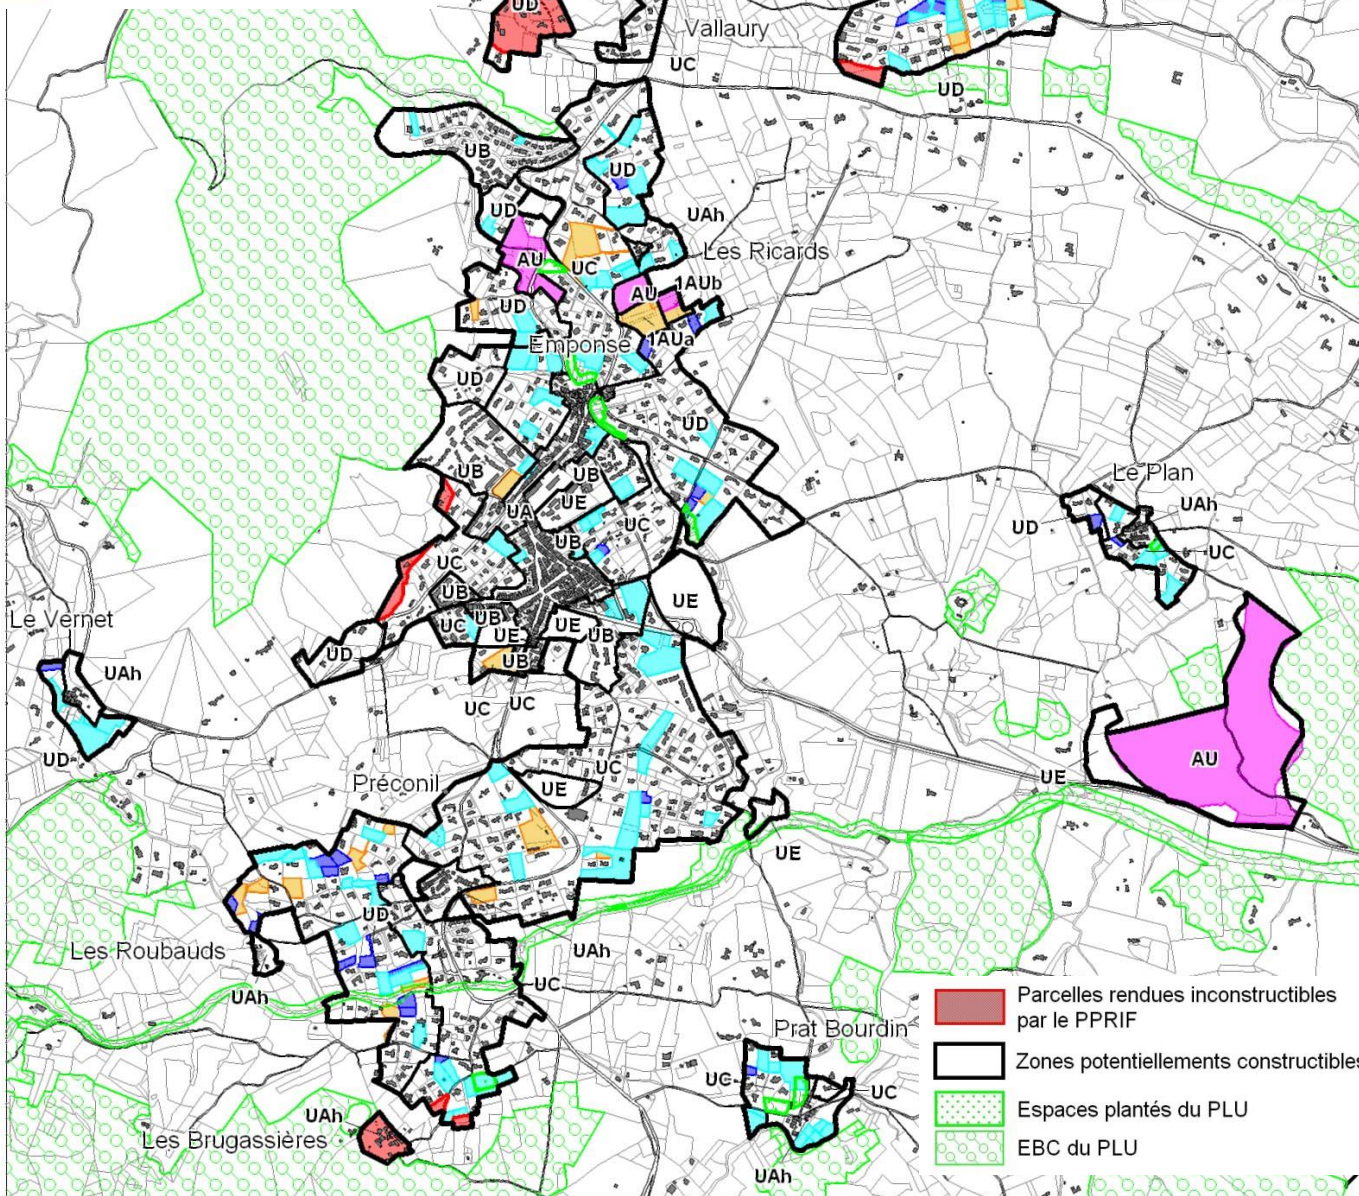 UD
Vallaury
UC
UD
UB
UD
UD
UAh
Les Ricards
AU
UC
AU
1AUb
UD
1AUa
Emponse
UD
UD
UB
UB
Le Plan
UE
UAh
UA
UC
UD
UB
UC
UC
UB
UE
Le Vernet
UC
UB
UE
UE
UB
UD
UB
UAh
UC
UC
UD
AU
UC
UE
Préconil
UE
UE
UD
Les Roubauds
UAh
UC
UAh
Parcelles rendues inconstructibles
par le PPRIF
Prat Bourdin
Zones potentiellements constructibles
UC
UC
UAh
Espaces plantés du PLU
Les Brugassières
EBC du PLU
UAh